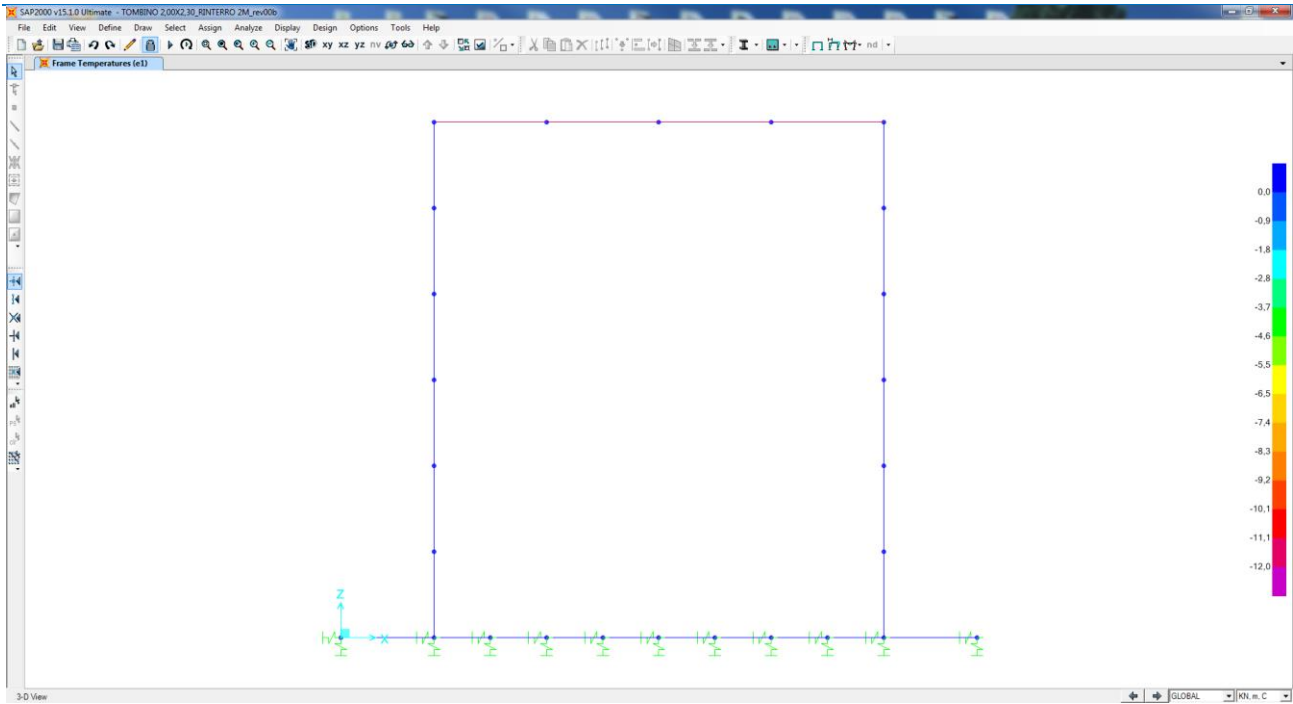 SAP2000 v15.1.0 Ultimate - TOMBINO 2,00X2,30_RINTERRO 2M_rev00b
File Edit View Define Draw Select Assign Analyze Display Design Options Tools Help
xy xz yz nv nd
Frame Temperatures (e1)
0,0
-0,9
-1,8
-2,8
-3,7
-4,6
-5,5
-6,5
-7,4
-8,3
-9,2
-10,1
-11,1
-12,0
Z
X
3-D View
GLOBAL
KN, m, C